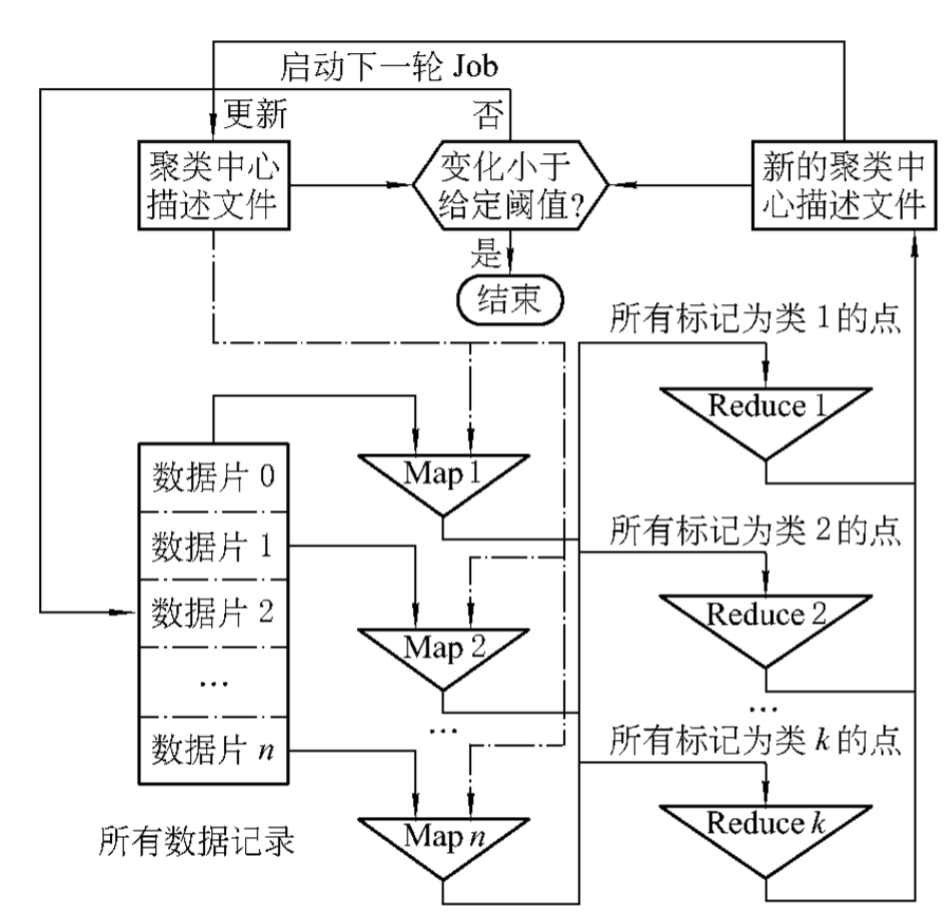 启动下一轮 Job
更新
否
聚类中心
描述文件
变化小于
给定阈值?
新的聚类中
心描述文件
是
结束
所有标记为类 1 的点
Reduce 1
数据片 0
Map 1
数据片 1
所有标记为类 2 的点
数据片 2
Reduce 2
Map 2
…
…
…
所有标记为类 k 的点
数据片 n
Reduce k
Map n
所有数据记录